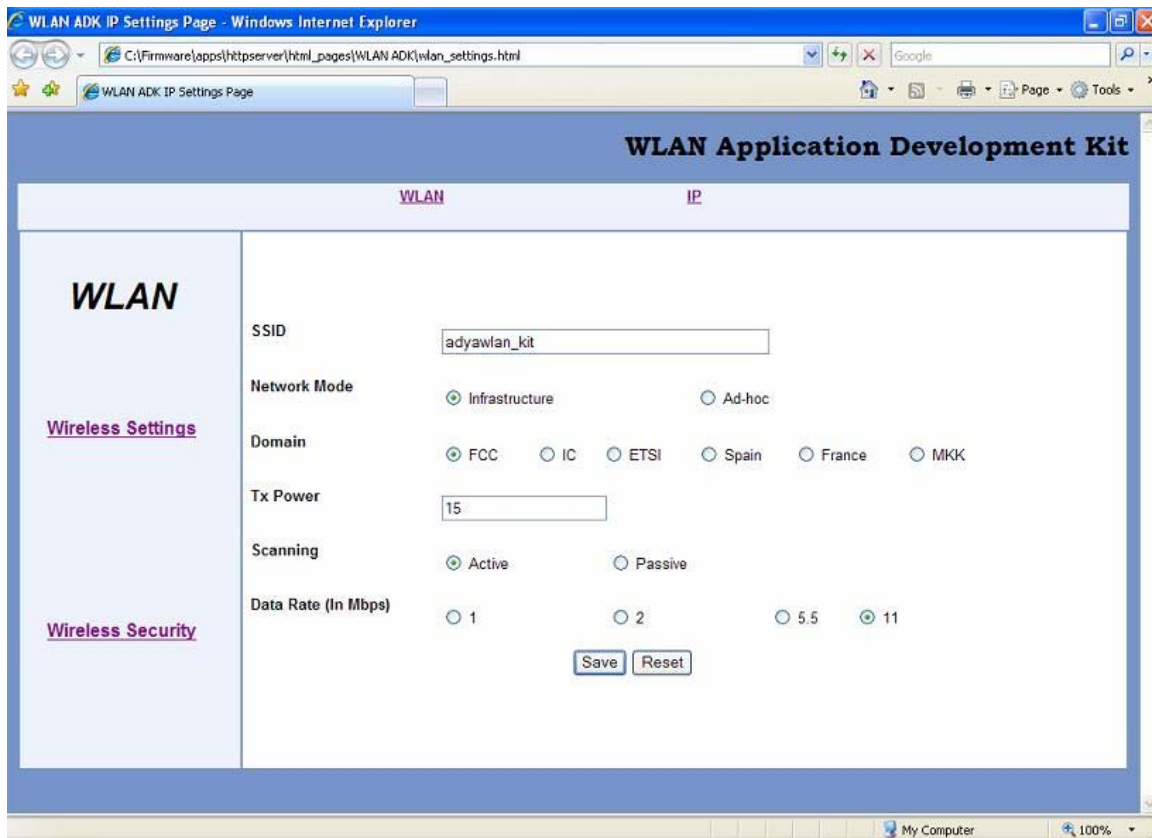 WLAN ADK IP Settings Page - Windows Internet Explorer
C:\Firmware\apps\httpserver\html_pages\WLAN ADK\wlan_settings.html
Google
WLAN ADK IP Settings Page
Page
Tools
WLAN Application Development Kit
WLAN IP
WLAN
SSID adyawlan_kit
Network Mode Infrastructure Ad-hoc
Wireless Settings
Domain FCC IC ETSI Spain France MKK
Tx Power 15
Scanning Active Passive
Data Rate (In Mbps) 1 2 5.5 11
Wireless Security
Save Reset
My Computer 100%